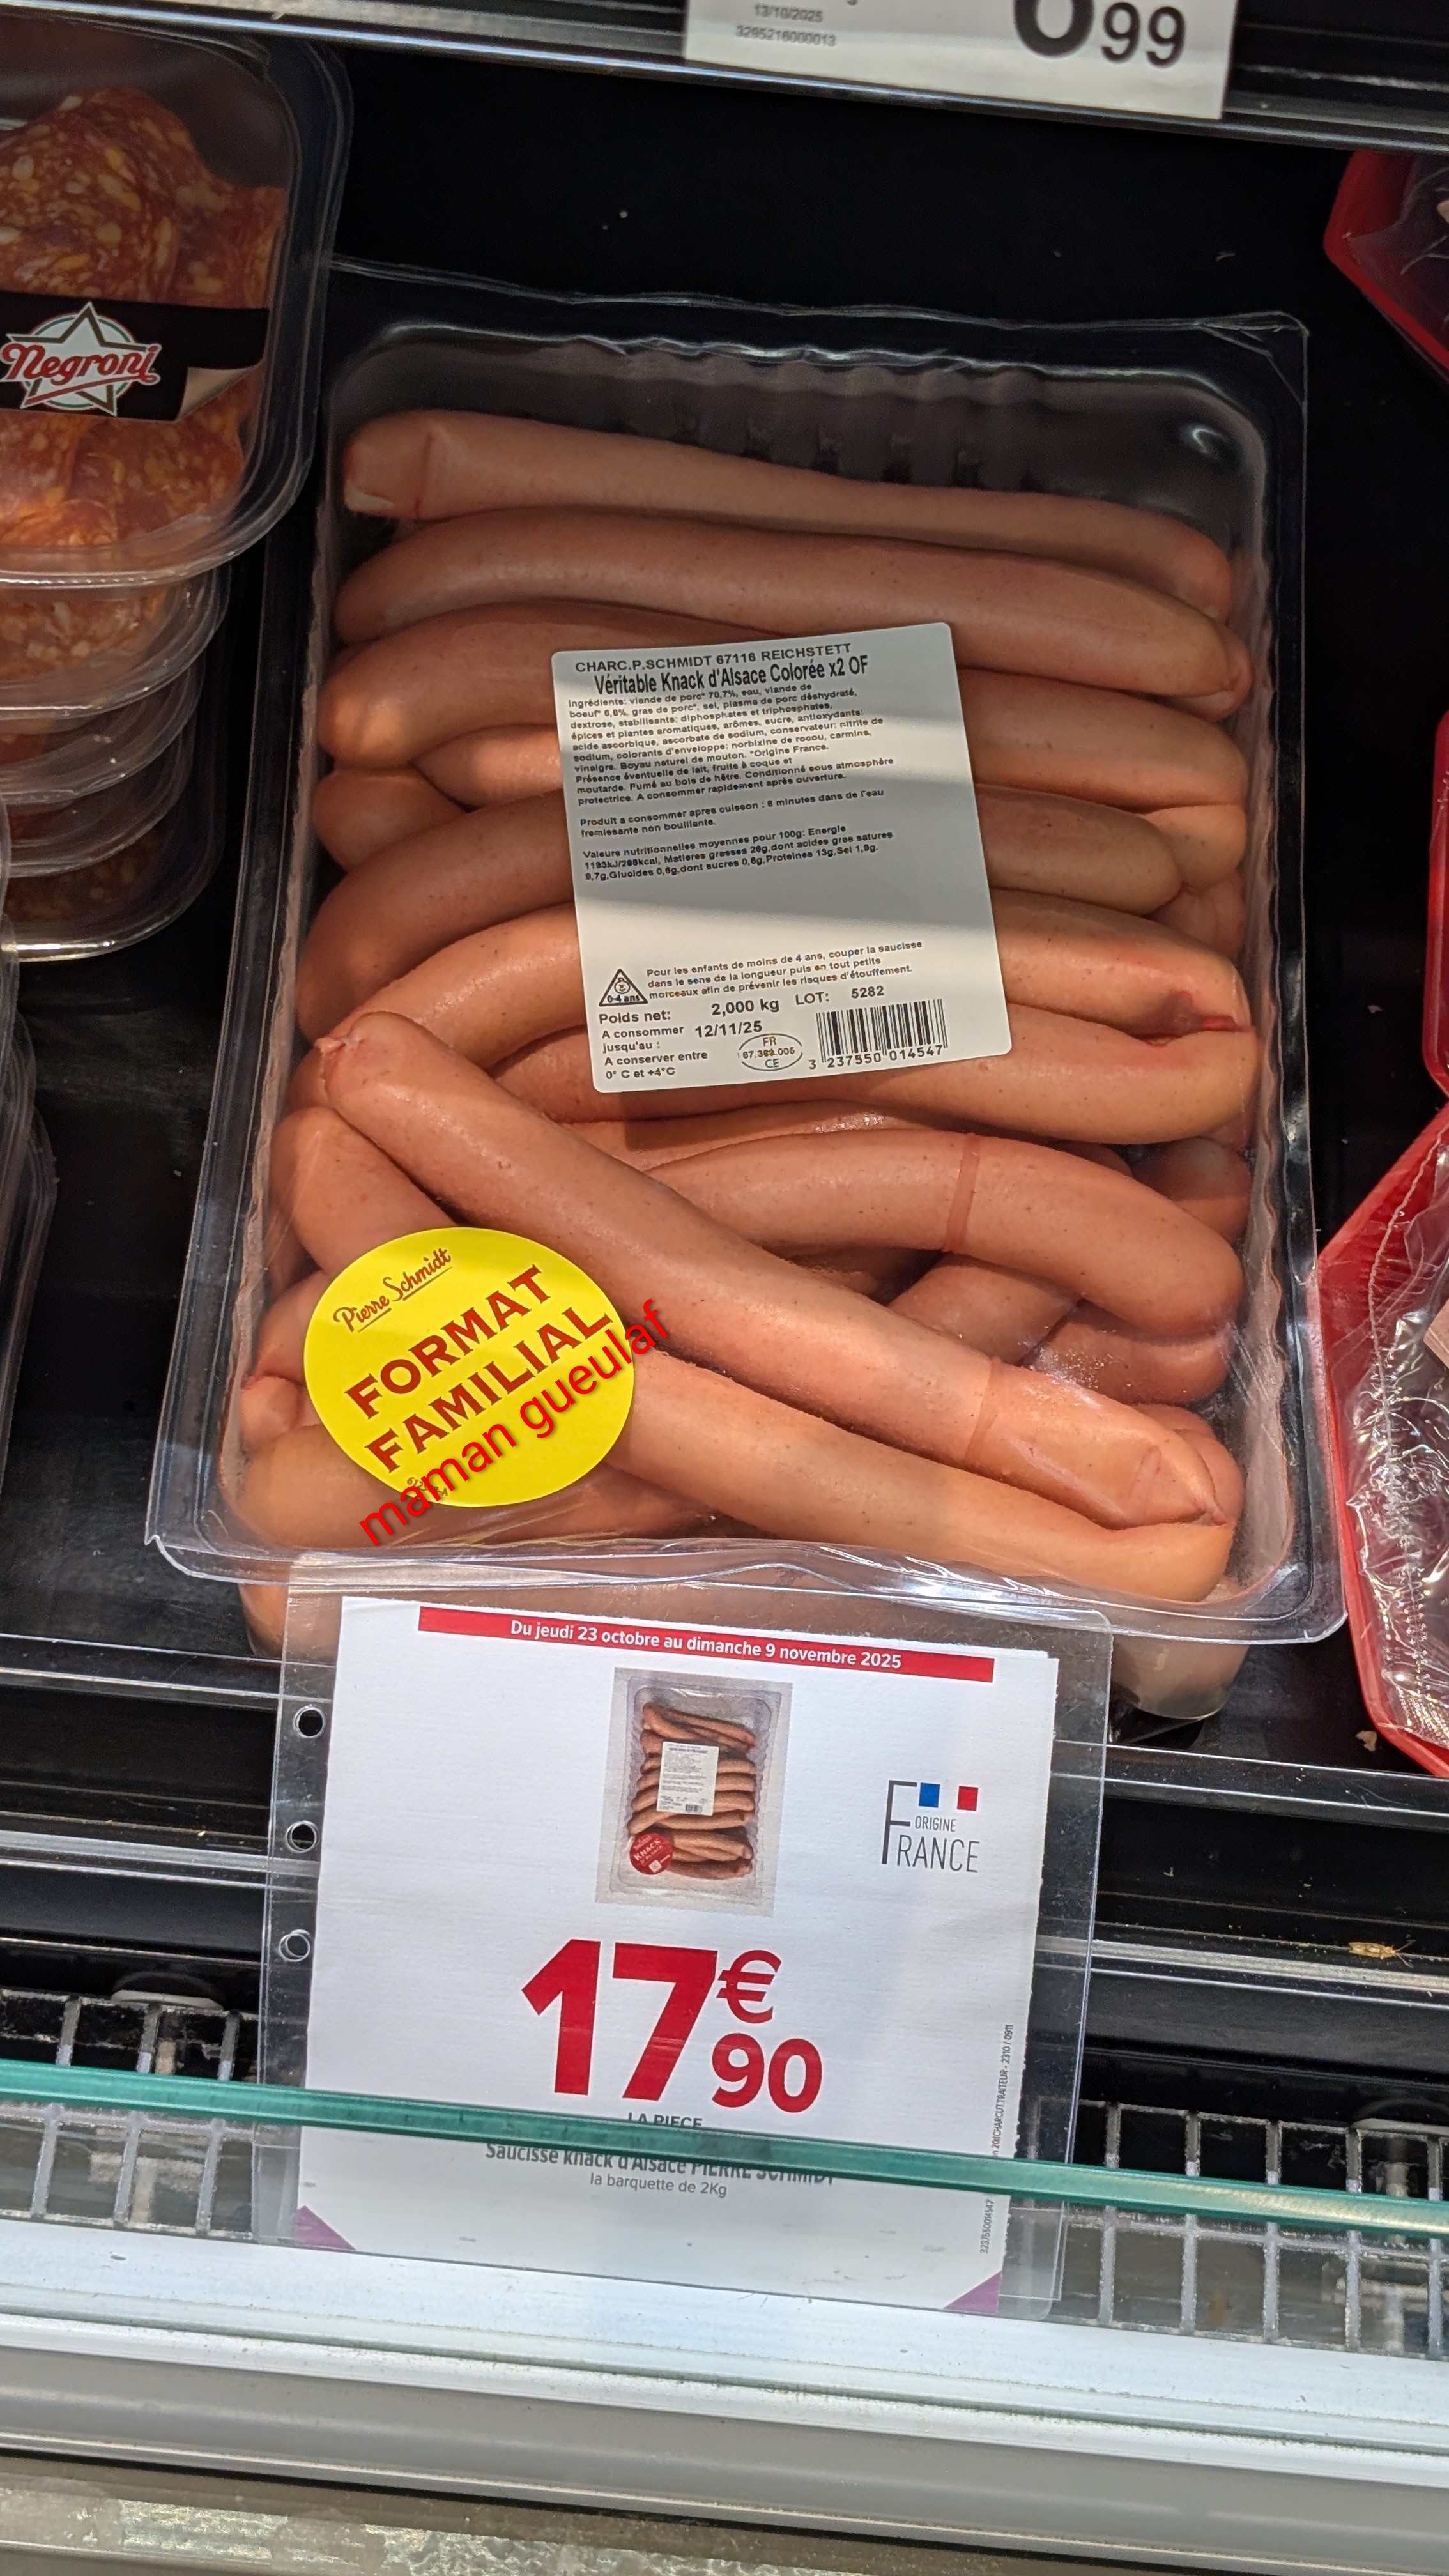 13/10/2025
3295216000013
99
Negroni
CHARC.P.SCHMIDT 67116 REICHSTETT
Véritable Knack d'Alsace Colorée x2 OF
Ingrédients: viande de porc* 70,7%, eau, viande de
boeuf* 6,8%, gras de porc*, sel, plasma de porc déshydraté,
dextrose, stabilisants: diphosphates et triphosphates,
épices et plantes aromatiques, arômes, sucre, antioxydants:
acide ascorbique, ascorbate de sodium, conservateur: nitrite de
sodium, colorants d'enveloppe: norbixine de rocou, carmins,
vinaigre. Boyau naturel de mouton. *Origine France.
Présence éventuelle de lait, fruits à coque et
moutarde. Fumé au bois de hêtre. Conditionné sous atmosphère
protectrice. A consommer rapidement après ouverture.
Produit a consommer apres cuisson : 8 minutes dans de l'eau
fremissante non bouillante.
Valeurs nutritionnelles moyennes pour 100g: Energie
1193kJ/288kcal, Matieres grasses 26g,dont acides gras satures
9,7g,Glucides 0,6g,dont sucres 0,6g,Proteines 13g,Sel 1,9g.
Pour les enfants de moins de 4 ans, couper la saucisse
dans le sens de la longueur puis en tout petits
morceaux afin de prévenir les risques d'étouffement.
0-4 ans
Poids net: 2,000 kg LOT: 5282
A consommer
jusqu'au : 12/11/25
A conserver entre
0° C et +4°C
FR
CE
3 237550 014547
Pierre Schmidt
FORMAT
FAMILIAL
maman gueulaf
Du jeudi 23 octobre au dimanche 9 novembre 2025
KNACK
ORIGINE
FRANCE
17€90
LA PIECE
Saucisse knack d'Alsace PIERRE SCHMIDT
la barquette de 2Kg
20/CHARCUT.TRAITEUR - 2310 / 0911
3237550014547